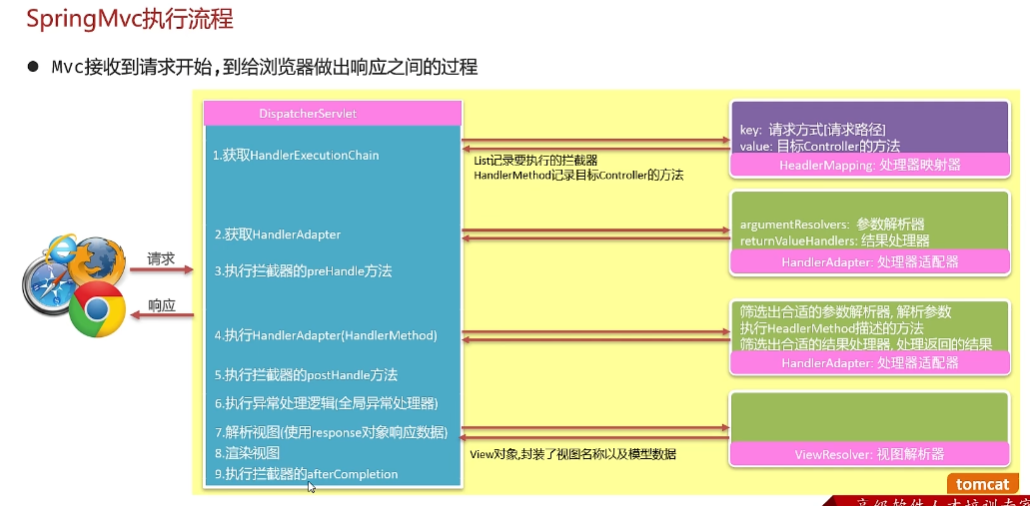 SpringMvc执行流程
● Mvc接收到请求开始,到给浏览器做出响应之间的过程
DispatcherServlet
1.获取HandlerExecutionChain
2.获取HandlerAdapter
3.执行拦截器的preHandle方法
4.执行HandlerAdapter(HandlerMethod)
5.执行拦截器的postHandle方法
6.执行异常处理逻辑(全局异常处理器)
7.解析视图(使用response对象响应数据)
8.渲染视图
9.执行拦截器的afterCompletion
请求
响应
List记录要执行的拦截器
HandlerMethod记录目标Controller的方法
View对象,封装了视图名称以及模型数据
key: 请求方式[请求路径]
value: 目标Controller的方法
HeadlerMapping: 处理器映射器
argumentResolvers: 参数解析器
returnValueHandlers: 结果处理器
HandlerAdapter: 处理器适配器
筛选出合适的参数解析器, 解析参数
执行HeadlerMethod描述的方法
筛选出合适的结果处理器, 处理返回的结果
HandlerAdapter: 处理器适配器
ViewResolver: 视图解析器
tomcat
高级软件人才培训专家